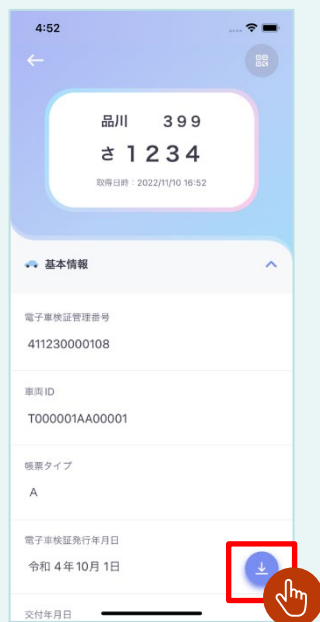 4:52
品川 399
さ 1234
取得日時：2022/11/10 16:52
基本情報
電子車検証管理番号
411230000108
車両ID
T000001AA00001
帳票タイプ
A
電子車検証発行年月日
令和 4年10月 1日
交付年月日